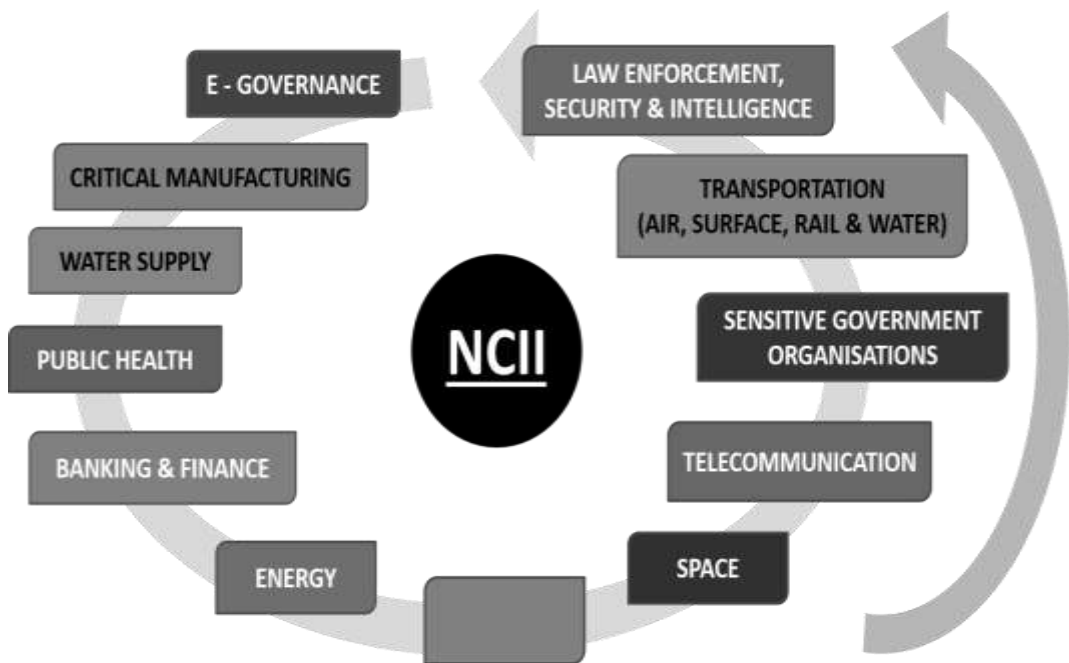 E - GOVERNANCE
LAW ENFORCEMENT,
SECURITY & INTELLIGENCE
CRITICAL MANUFACTURING
TRANSPORTATION
(AIR, SURFACE, RAIL & WATER)
WATER SUPPLY
NCII
SENSITIVE GOVERNMENT
ORGANISATIONS
PUBLIC HEALTH
BANKING & FINANCE
TELECOMMUNICATION
ENERGY
SPACE